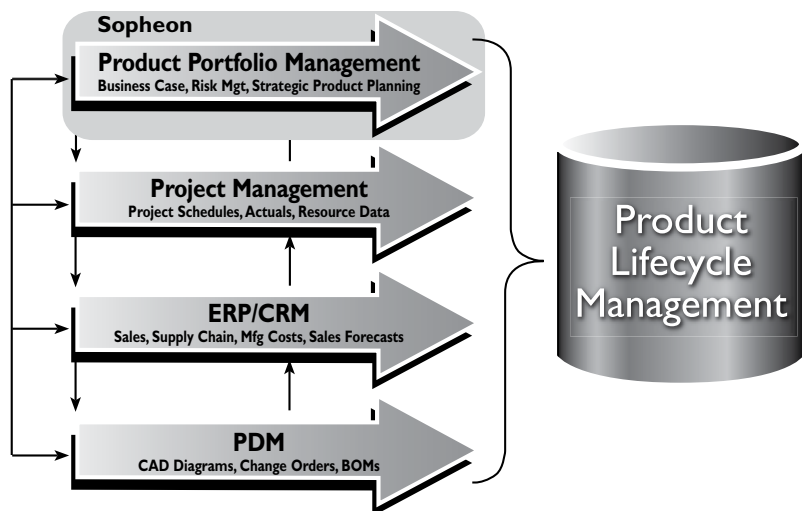 Sopheon
Product Portfolio Management
Business Case, Risk Mgt, Strategic Product Planning
Project Management
Project Schedules, Actuals, Resource Data
ERP/CRM
Sales, Supply Chain, Mfg Costs, Sales Forecasts
PDM
CAD Diagrams, Change Orders, BOMs
Product
Lifecycle
Management